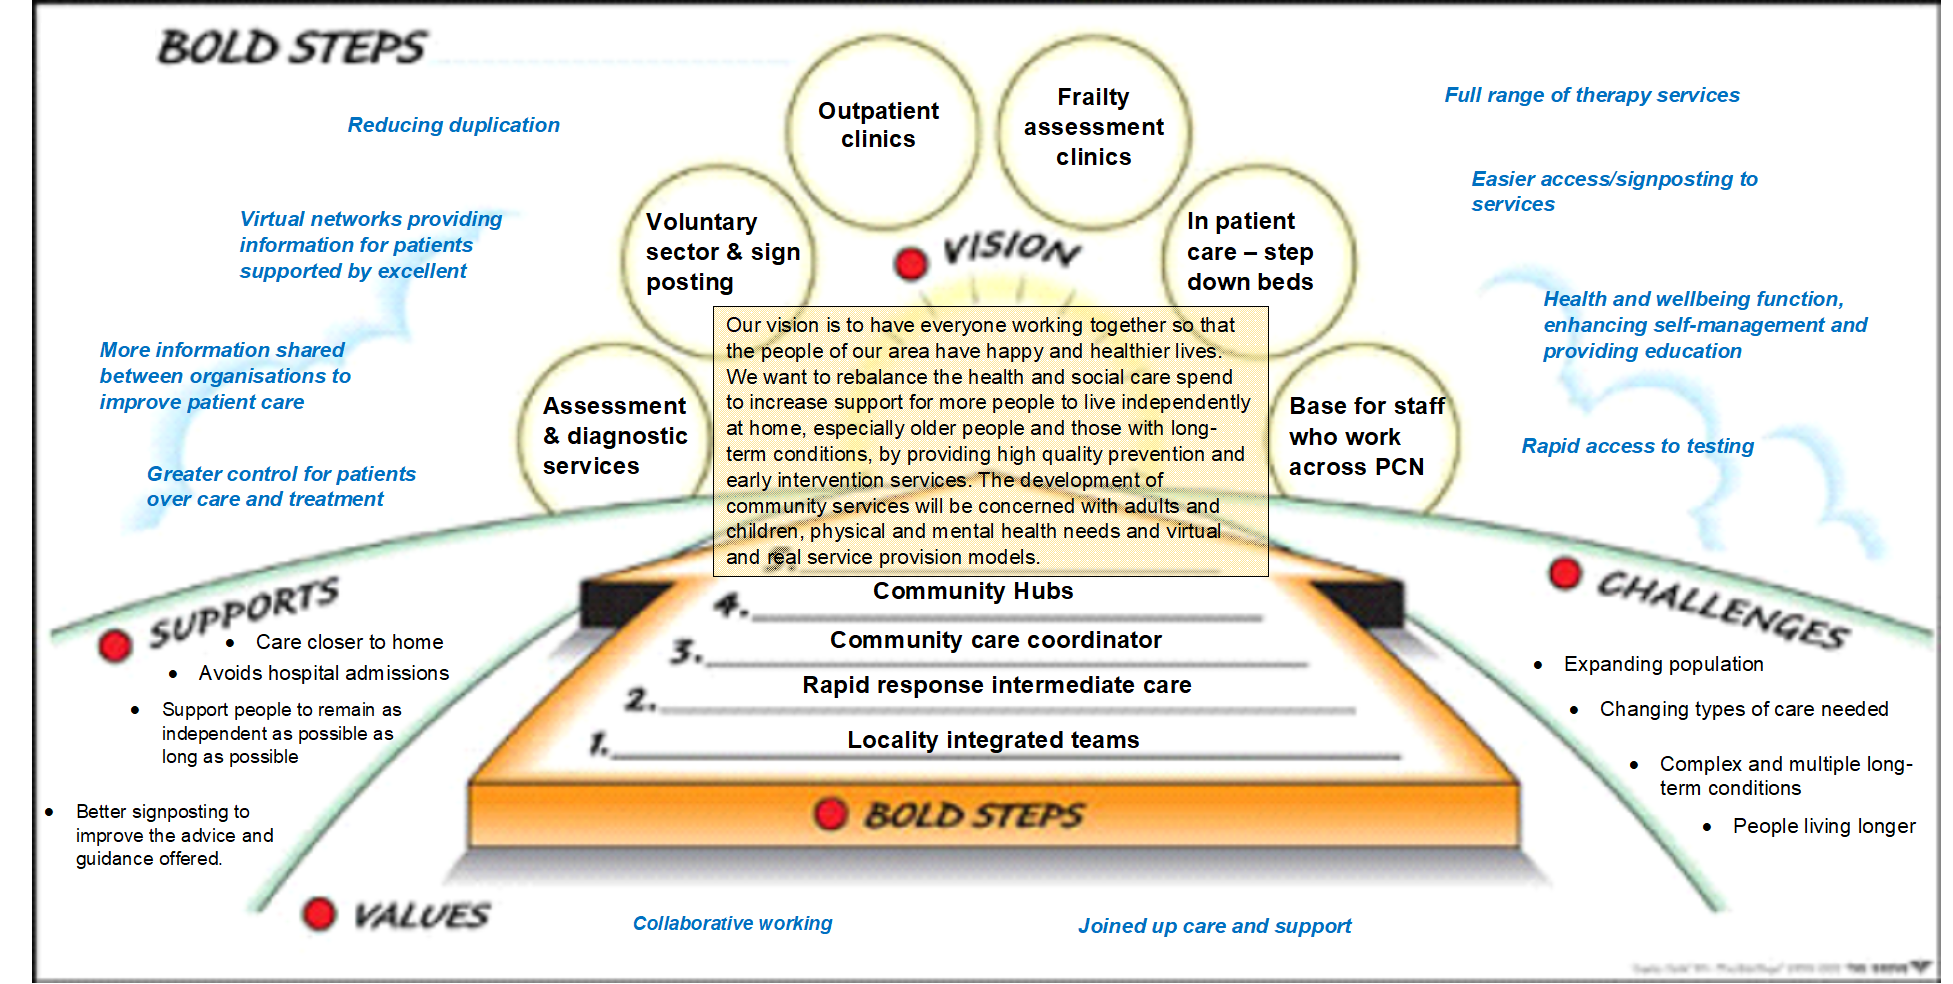 BOLD STEPS
Reducing duplication
Virtual networks providing
information for patients
supported by excellent
More information shared
between organisations to
improve patient care
Greater control for patients
over care and treatment
Outpatient
clinics
Frailty
assessment
clinics
Voluntary
sector & sign
posting
In patient
care – step
down beds
Assessment
& diagnostic
services
Base for staff
who work
across PCN
Full range of therapy services
Easier access/signposting to
services
Health and wellbeing function,
enhancing self-management and
providing education
Rapid access to testing
VISION
Our vision is to have everyone working together so that
the people of our area have happy and healthier lives.
We want to rebalance the health and social care spend
to increase support for more people to live independently
at home, especially older people and those with long-
term conditions, by providing high quality prevention and
early intervention services. The development of
community services will be concerned with adults and
children, physical and mental health needs and virtual
and real service provision models.
5.
4. Community Hubs
3. Community care coordinator
2. Rapid response intermediate care
1. Locality integrated teams
BOLD STEPS
SUPPORTS
• Care closer to home
• Avoids hospital admissions
• Support people to remain as
independent as possible as
long as possible
• Better signposting to
improve the advice and
guidance offered.
CHALLENGES
• Expanding population
• Changing types of care needed
• Complex and multiple long-
term conditions
• People living longer
VALUES
Collaborative working
Joined up care and support